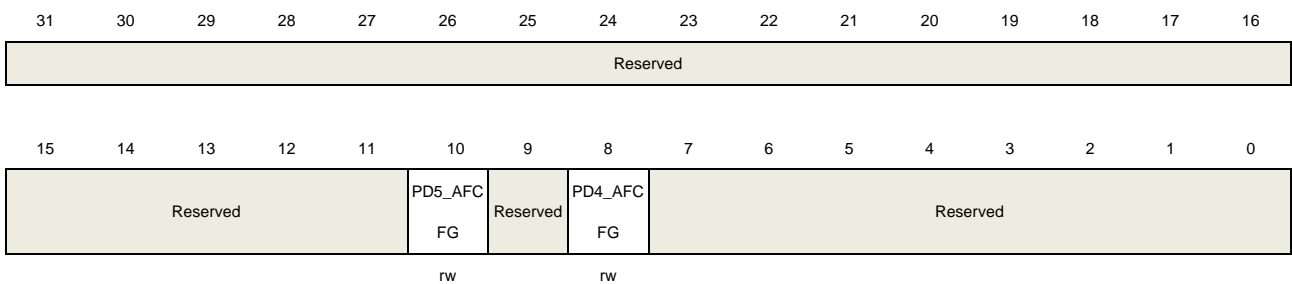 31 30 29 28 27 26 25 24 23 22 21 20 19 18 17 16
Reserved
15 14 13 12 11 10 9 8 7 6 5 4 3 2 1 0
Reserved PD5_AFC FG Reserved PD4_AFC FG Reserved
rw rw